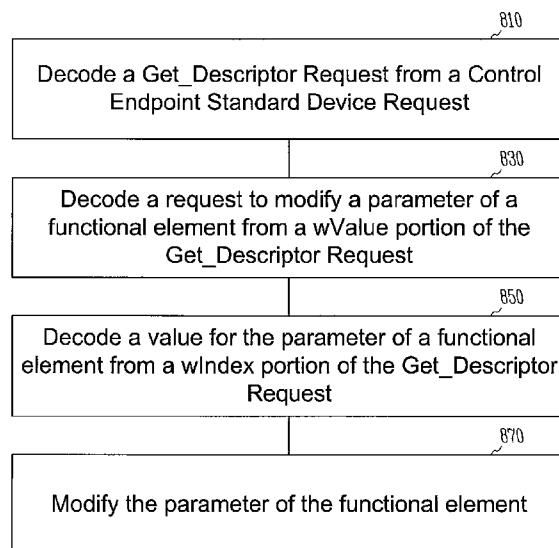 810
Decode a Get_Descriptor Request from a Control
Endpoint Standard Device Request
830
Decode a request to modify a parameter of a
functional element from a wValue portion of the
Get_Descriptor Request
850
Decode a value for the parameter of a functional
element from a wIndex portion of the Get_Descriptor
Request
870
Modify the parameter of the functional element